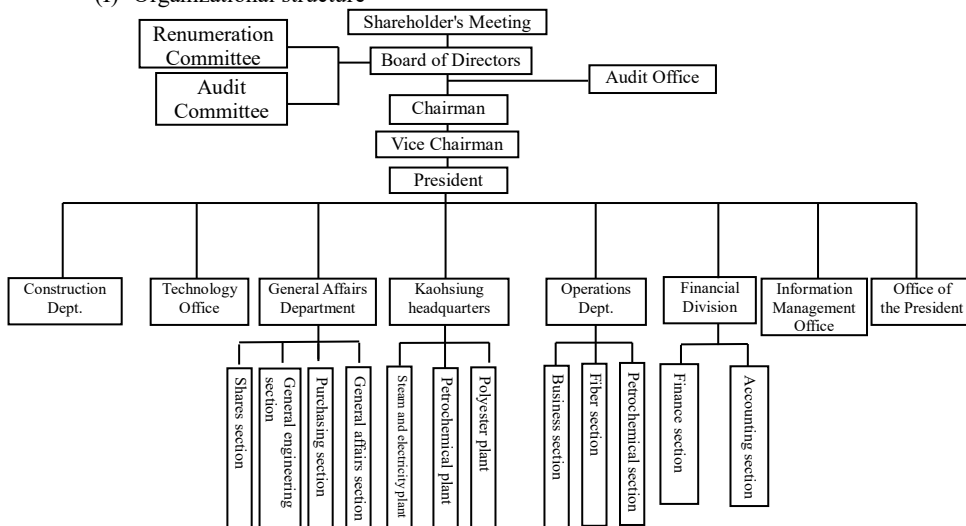 (I) Organizational structure
Shareholder's Meeting
Renumeration
Committee
Board of Directors
Audit Office
Audit
Committee
Chairman
Vice Chairman
President
Construction
Dept.
Technology
Office
General Affairs
Department
Kaohsiung
headquarters
Operations
Dept.
Financial
Division
Information
Management
Office
Office of
the President
Shares section
General engineering
section
Purchasing section
General affairs section
Steam and electricity plant
Petrochemical plant
Polyester plant
Business section
Fiber section
Petrochemical section
Finance section
Accounting section